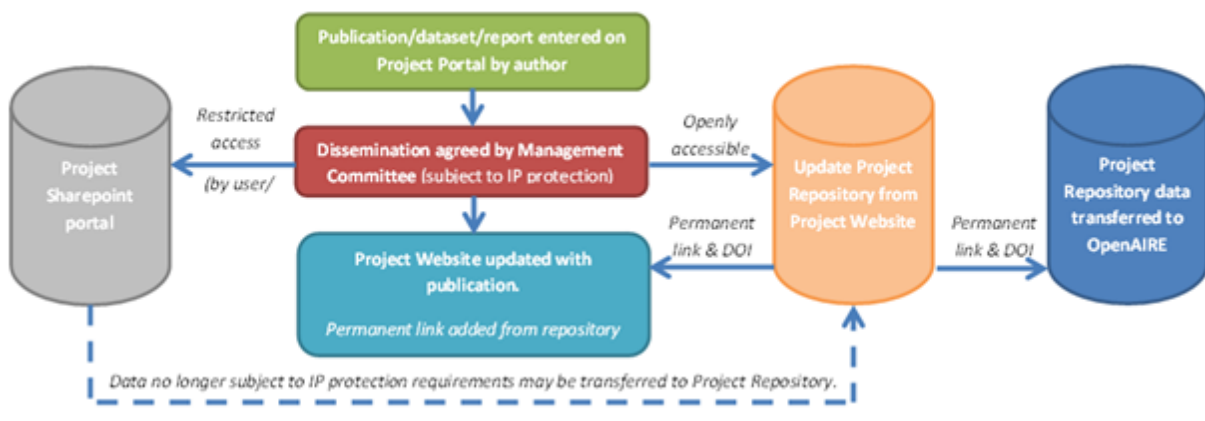 Publication/dataset/report entered on
Project Portal by author
Restricted
access
(by user/
Dissemination agreed by Management
Committee (subject to IP protection)
Openly
accessible
Project
Sharepoint
portal
Update Project
Repository from
Project Website
Project
Repository data
transferred to
OpenAIRE
Project Website updated with
publication.
Permanent link added from repository
Permanent
link & DOI
Permanent
link & DOI
Data no longer subject to IP protection requirements may be transferred to Project Repository.